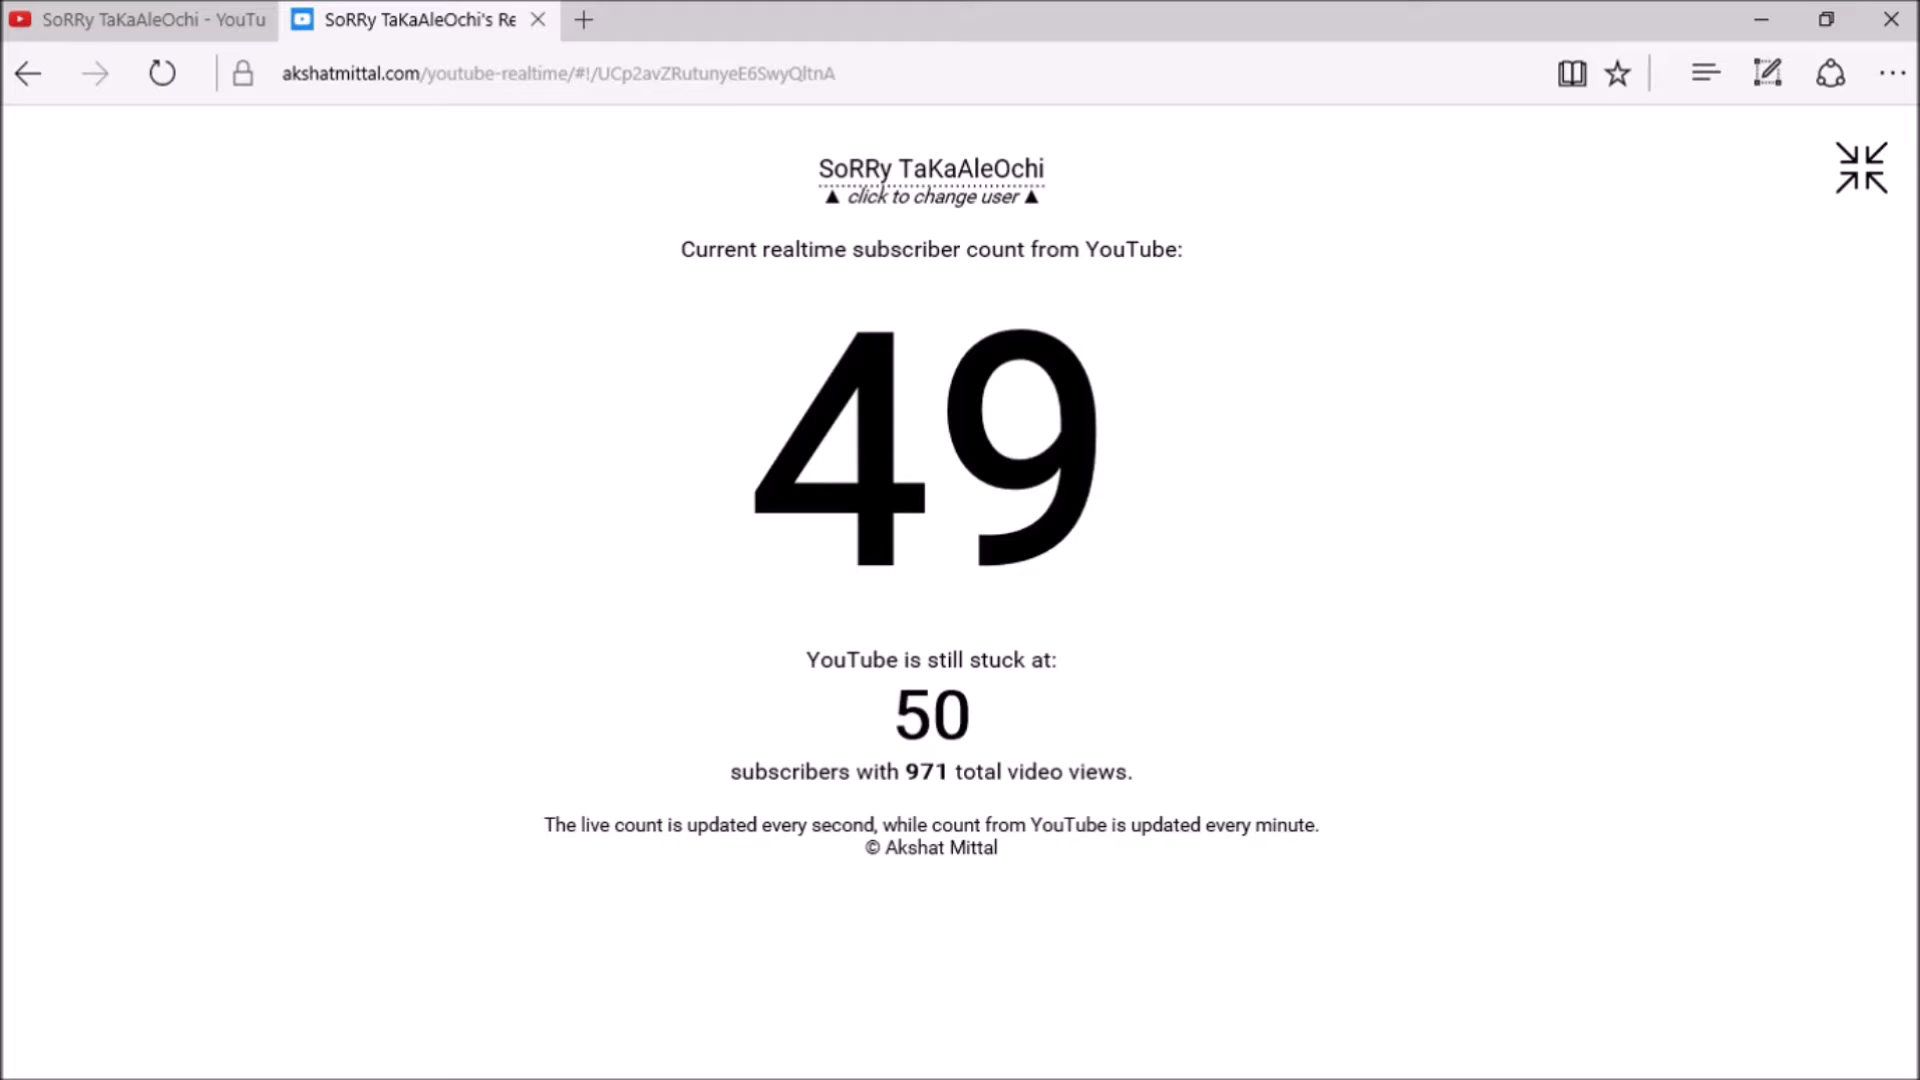 SoRRy TaKaAleOchi - YouTu
SoRRy TaKaAleOchi's Re
akshatmittal.com/youtube-realtime/#!/UCp2avZRutunyeE6SwyQltnA
SoRRy TaKaAleOchi
▲ click to change user ▲
Current realtime subscriber count from YouTube:
49
YouTube is still stuck at:
50
subscribers with 971 total video views.
The live count is updated every second, while count from YouTube is updated every minute.
© Akshat Mittal